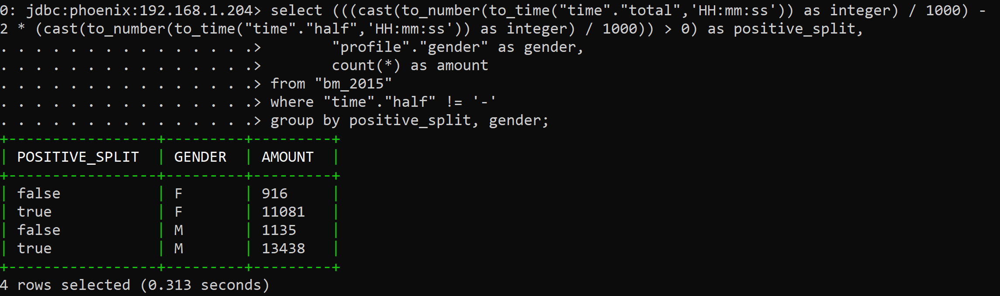 0: jdbc:phoenix:192.168.1.204> select (((cast(to_number(to_time("time"."total",'HH:mm:ss')) as integer) / 1000) -
2 * (cast(to_number(to_time("time"."half",'HH:mm:ss')) as integer) / 1000)) > 0) as positive_split,
. . . . . . . . . . . . . . .>        "profile"."gender" as gender,
. . . . . . . . . . . . . . .>        count(*) as amount
. . . . . . . . . . . . . . .> from "bm_2015"
. . . . . . . . . . . . . . .> where "time"."half" != '-'
. . . . . . . . . . . . . . .> group by positive_split, gender;
+-----------------+---------+---------+
| POSITIVE_SPLIT  | GENDER  | AMOUNT  |
+-----------------+---------+---------+
| false           | F       | 916     |
| true            | F       | 11081   |
| false           | M       | 1135    |
| true            | M       | 13438   |
+-----------------+---------+---------+
4 rows selected (0.313 seconds)